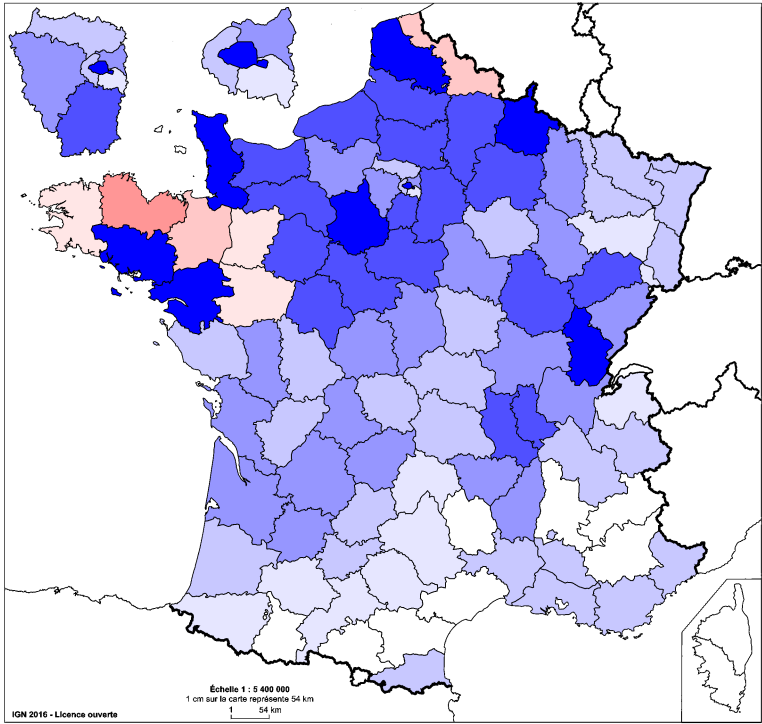 Échelle 1 : 5 400 000
1 cm sur la carte représente 54 km
1 54 km
IGN 2016 - Licence ouverte